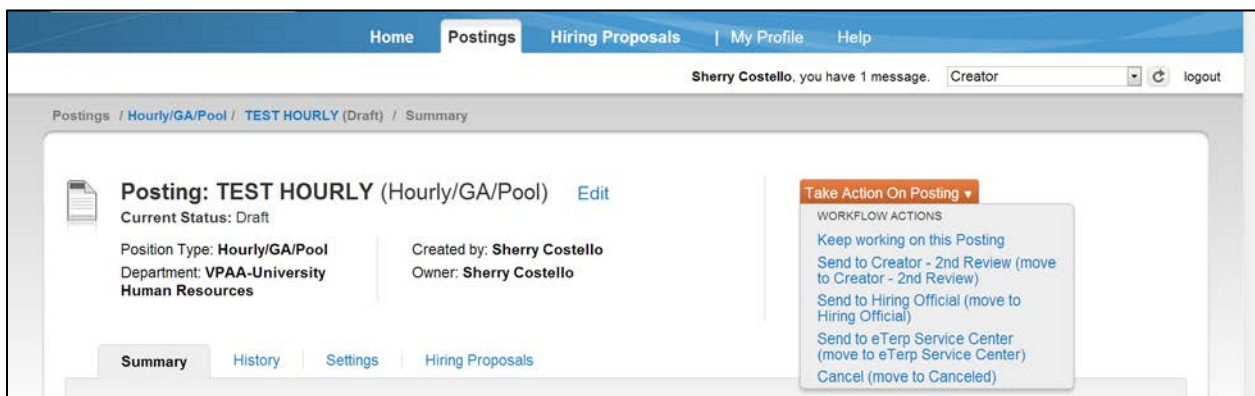 Home Postings Hiring Proposals | My Profile Help
Sherry Costello, you have 1 message. Creator logout
Postings / Hourly/GA/Pool / TEST HOURLY (Draft) / Summary
Posting: TEST HOURLY (Hourly/GA/Pool) Edit
Current Status: Draft
Position Type: Hourly/GA/Pool
Department: VPAA-University
Human Resources
Created by: Sherry Costello
Owner: Sherry Costello
Take Action On Posting ▾
WORKFLOW ACTIONS
Keep working on this Posting
Send to Creator - 2nd Review (move
to Creator - 2nd Review)
Send to Hiring Official (move to
Hiring Official)
Send to eTerp Service Center
(move to eTerp Service Center)
Cancel (move to Canceled)
Summary History Settings Hiring Proposals